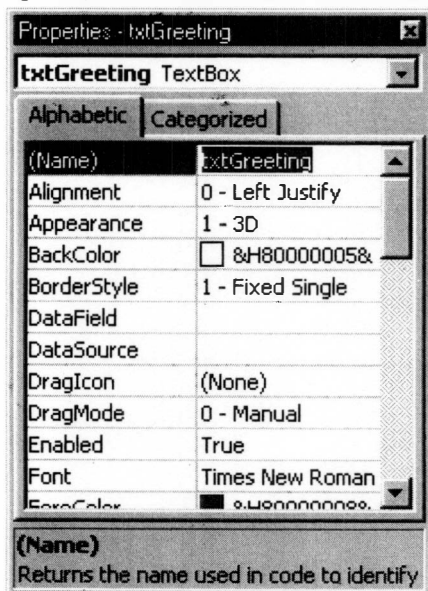 Properties - txtGreeting
txtGreeting TextBox
Alphabetic Categorized
(Name) txtGreeting
Alignment 0 - Left Justify
Appearance 1 - 3D
BackColor &H80000005&
BorderStyle 1 - Fixed Single
DataField
DataSource
DragIcon (None)
DragMode 0 - Manual
Enabled True
Font Times New Roman
ForeColor &H80000008&
(Name)
Returns the name used in code to identify